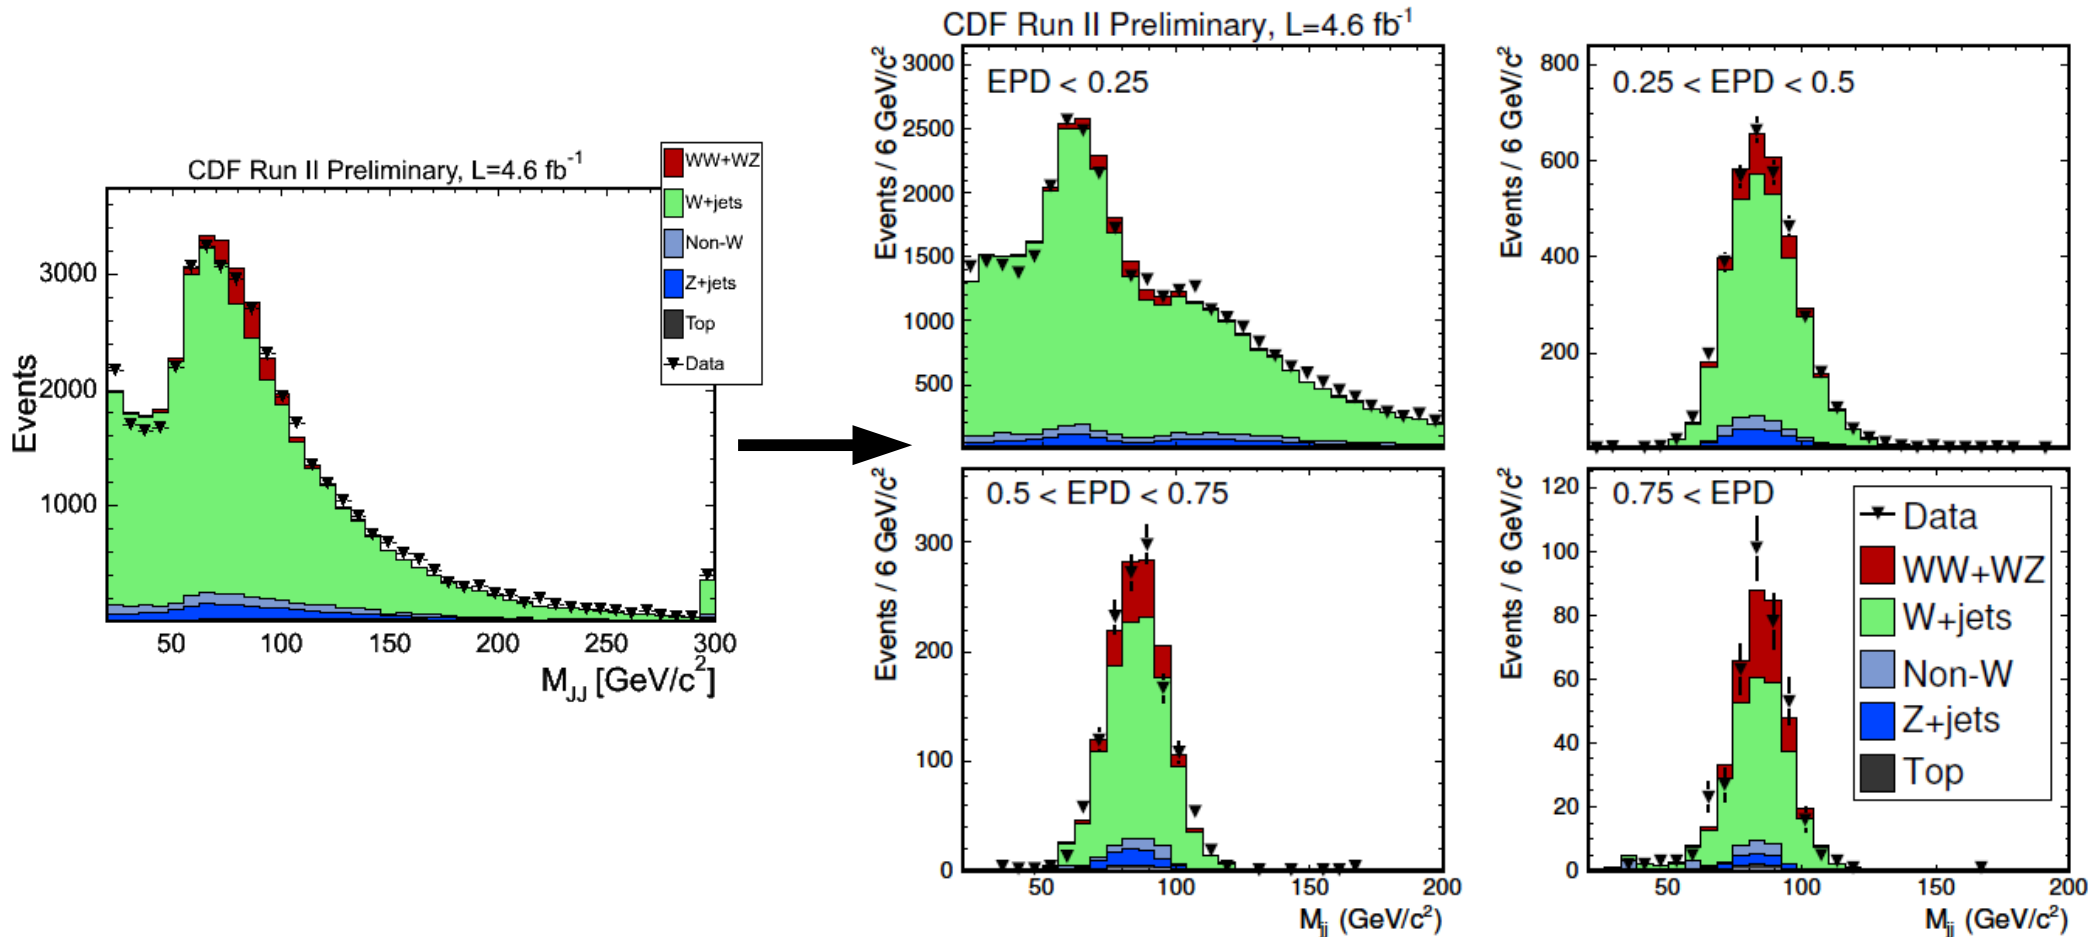 CDF Run II Preliminary, L=4.6 fb-1
WW+WZ
W+jets
Non-W
Z+jets
Top
Data
Events
3000
2000
1000
50
100
150
200
250
300
MJJ [GeV/c2]
CDF Run II Preliminary, L=4.6 fb-1
EPD < 0.25
Events / 6 GeV/c2
3000
2500
2000
1500
1000
500
0.25 < EPD < 0.5
Events / 6 GeV/c2
800
600
400
200
0.5 < EPD < 0.75
Events / 6 GeV/c2
300
200
100
0
50
100
150
200
Mjj (GeV/c2)
0.75 < EPD
Events / 6 GeV/c2
120
100
80
60
40
20
0
50
100
150
200
Mjj (GeV/c2)
Data
WW+WZ
W+jets
Non-W
Z+jets
Top